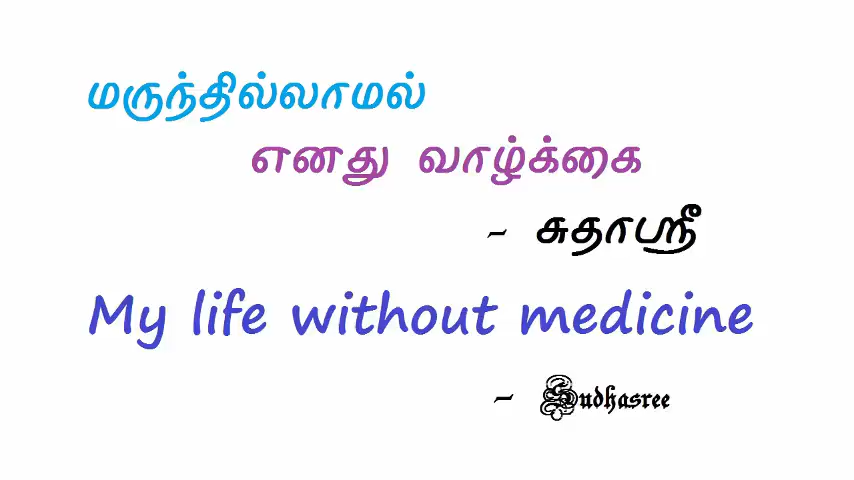 மருந்தில்லாமல்
எனது வாழ்க்கை
- சுதாஸ்ரீ
My life without medicine
- Sudhasree